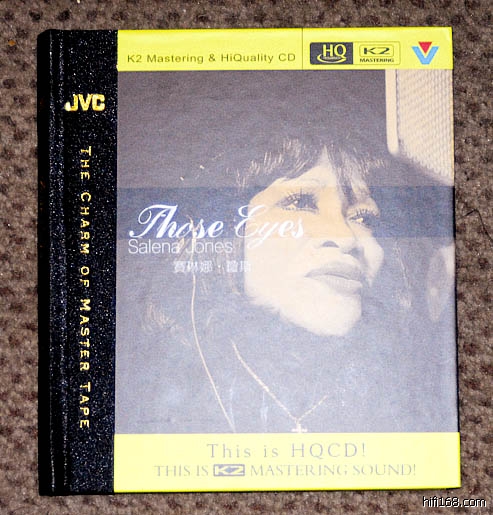 K2 Mastering & HiQuality CD
HQ
K2
MASTERING
JVC
THE CHARM OF MASTER TAPE
Those Eyes
Salena Jones
This is HQCD!
THIS IS K2 MASTERING SOUND!
hifi168.com